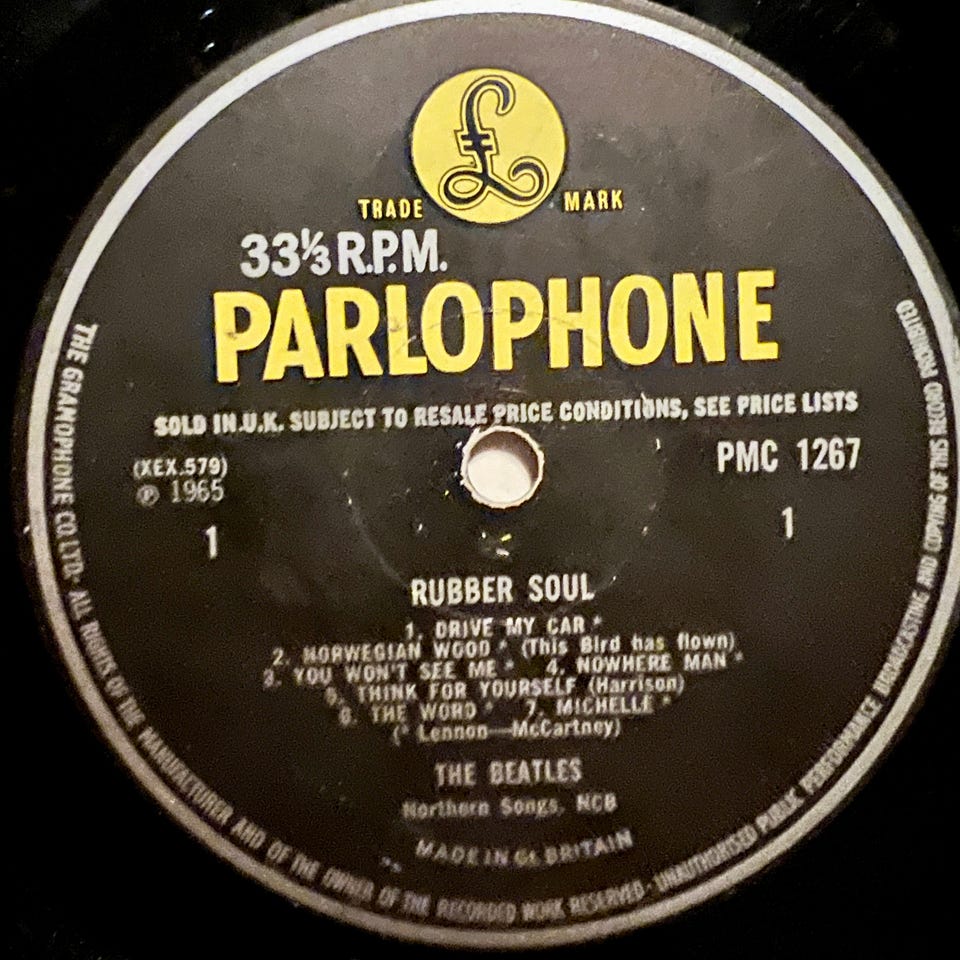 £
TRADE MARK
33⅓ R.P.M.
PARLOPHONE
SOLD IN U.K. SUBJECT TO RESALE PRICE CONDITIONS, SEE PRICE LISTS
(XEX.579) PMC 1267
℗ 1965
1 1
RUBBER SOUL
1. DRIVE MY CAR *
2. NORWEGIAN WOOD * (This Bird has flown)
3. YOU WON'T SEE ME * 4. NOWHERE MAN *
5. THINK FOR YOURSELF (Harrison)
6. THE WORD * 7. MICHELLE *
(* Lennon—McCartney)
THE BEATLES
Northern Songs, NCB
MADE IN Gt. BRITAIN
THE GRAMOPHONE CO. LTD. ALL RIGHTS OF THE MANUFACTURER AND OF THE OWNER OF THE RECORDED WORK RESERVED · UNAUTHORISED PUBLIC PERFORMANCE BROADCASTING AND COPYING OF THIS RECORD PROHIBITED